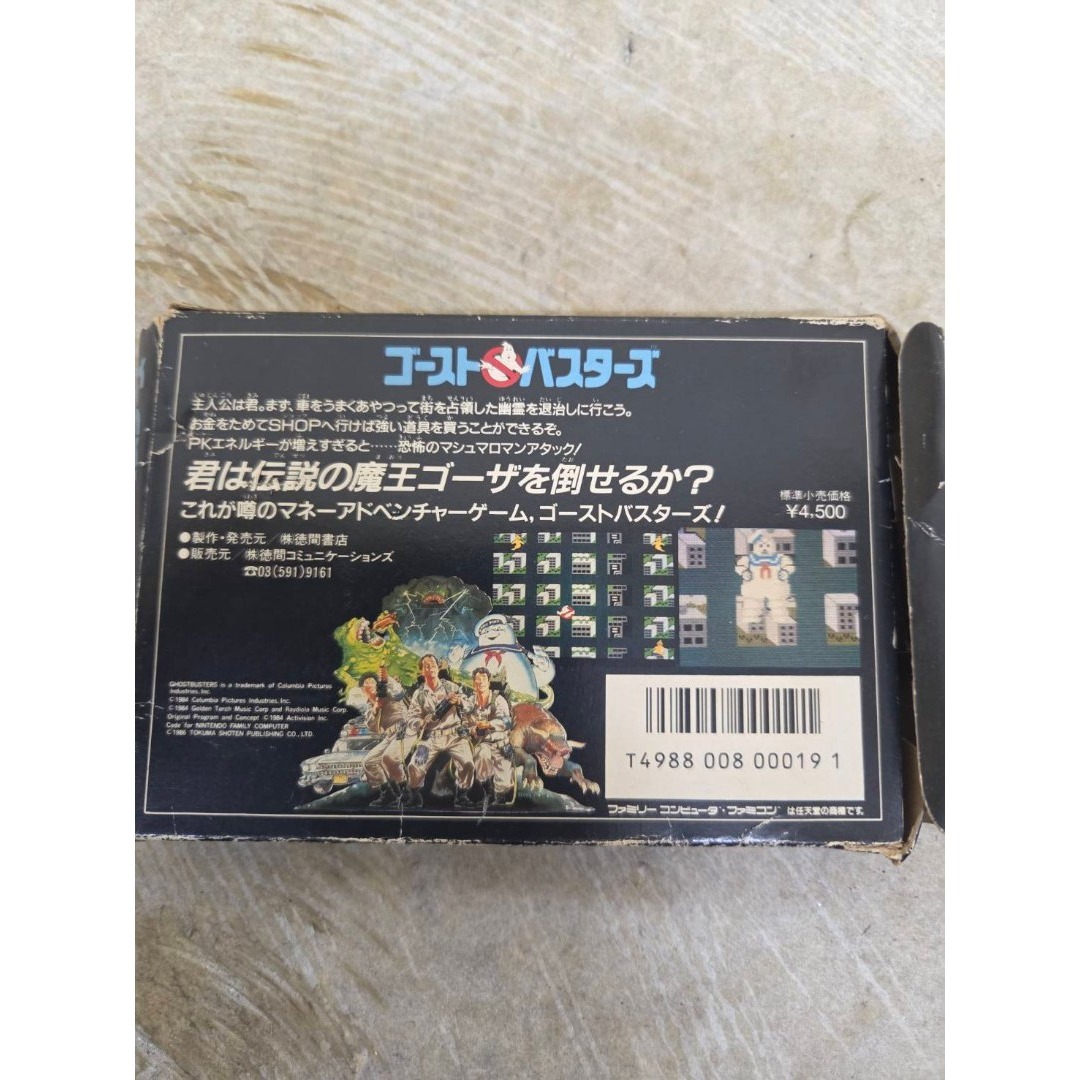 ゴーストバスターズ
主人公は君。まず、車をうまくあやつって街を占領した幽霊を退治しに行こう。
お金をためてSHOPへ行けば強い道具を買うことができるぞ。
PKエネルギーが増えすぎると……恐怖のマシュマロマンアタック!
君は伝説の魔王ゴーザを倒せるか?
これが噂のマネーアドベンチャーゲーム,ゴーストバスターズ!
標準小売価格
¥4,500
●製作・発売元/㈱徳間書店
●販売元/㈱徳間コミュニケーションズ
☎03(591)9161
GHOSTBUSTERS is a trademark of Columbia Pictures
Industries, Inc.
©1984 Columbia Pictures Industries, Inc.
©1984 Golden Torch Music Corp and Raydiola Music Corp.
Original Program and Concept ©1984 Activision Inc.
Code for NINTENDO FAMILY COMPUTER
©1986 TOKUMA SHOTEN PUBLISHING CO., LTD.
T4988 008 00019 1
ファミリーコンピュータ・ファミコンは任天堂の商標です。